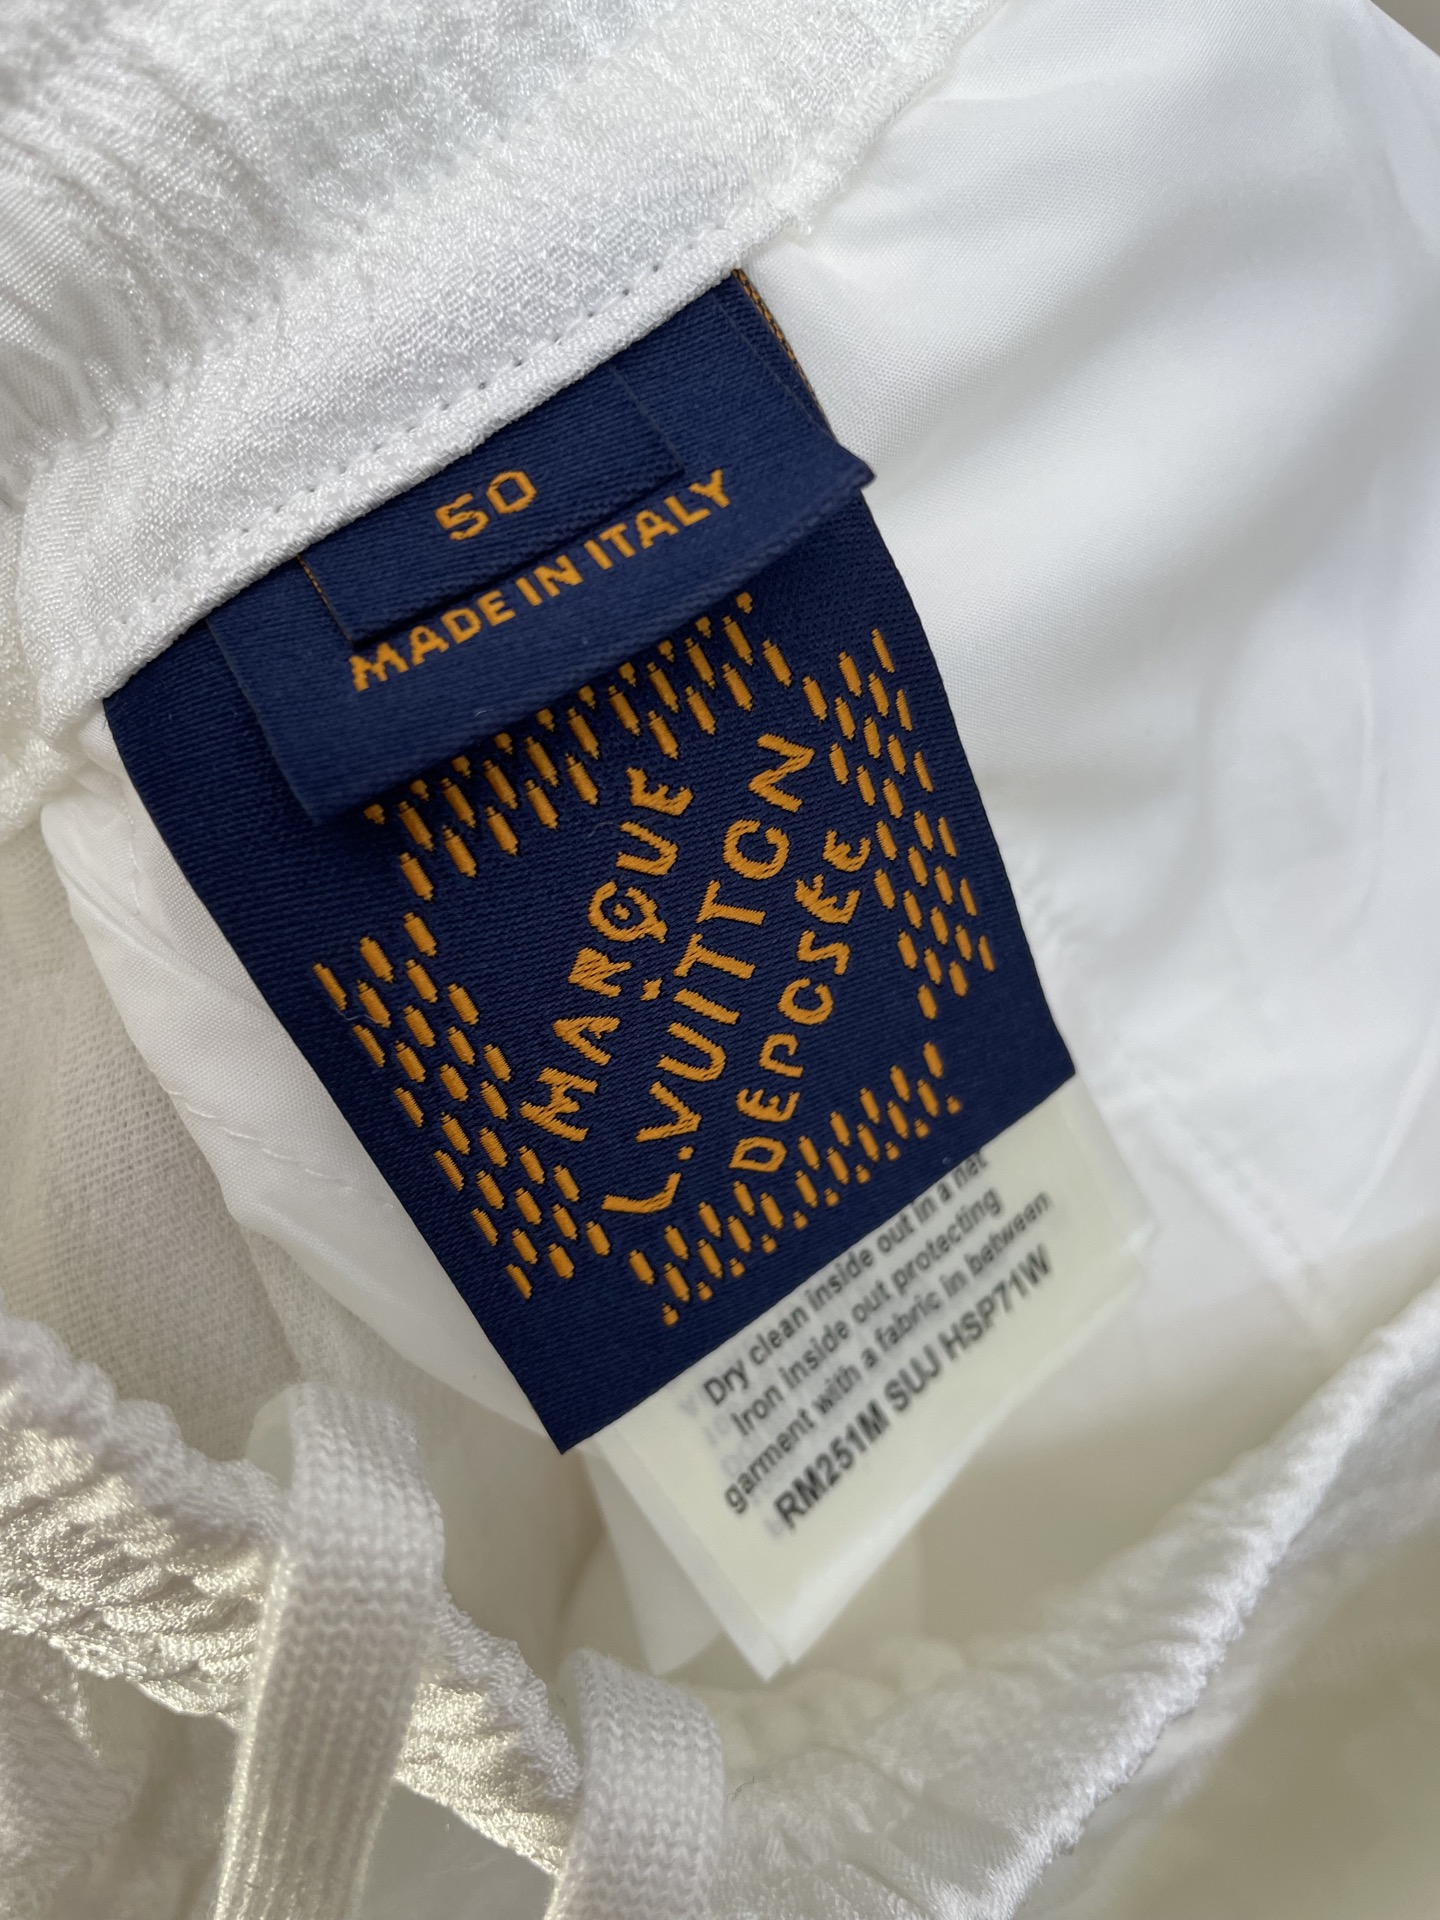 50
MADE IN ITALY
MARQUE
L.VUITTON
DEPOSEE
Dry clean inside out in a net
Iron inside out protecting
garment with a fabric in between
RM251M SUJ HSP71W